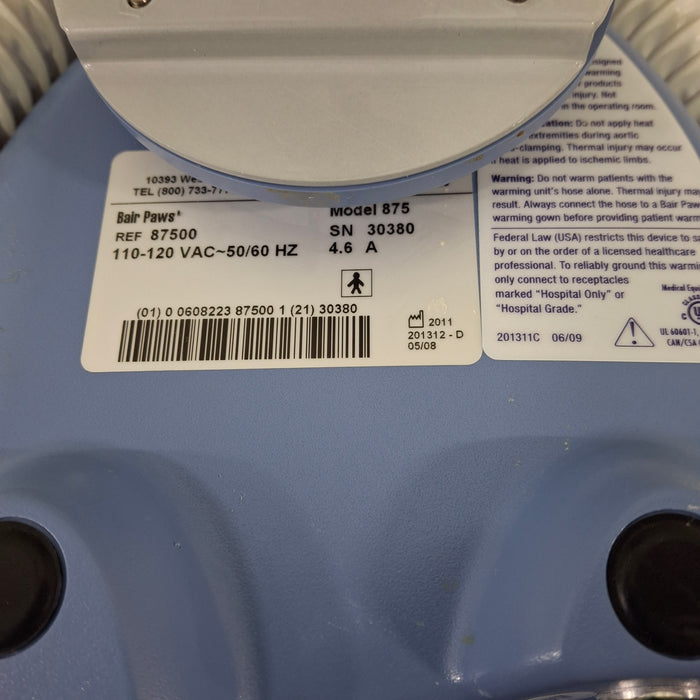 10393 We
TEL (800) 733-77
Bair Paws
Model 875
REF 87500
SN 30380
110-120 VAC~50/60 HZ
4.6 A
(01) 0 0608223 87500 1 (21) 30380
2011
201312 - D
05/08
warming
products
injury. Not
in the operating room.
Do not apply heat
extremities during aortic
-clamping. Thermal injury may occur
heat is applied to ischemic limbs.
Warning: Do not warm patients with the
warming unit's hose alone. Thermal injury may
result. Always connect the hose to a Bair Paw
warming gown before providing patient warm
Federal Law (USA) restricts this device to sa
by or on the order of a licensed healthcare
professional. To reliably ground this warmi
only connect to receptacles
marked "Hospital Only" or
"Hospital Grade."
Medical Equi
UL 60601-1,
CAN/CSA
201311C 06/09